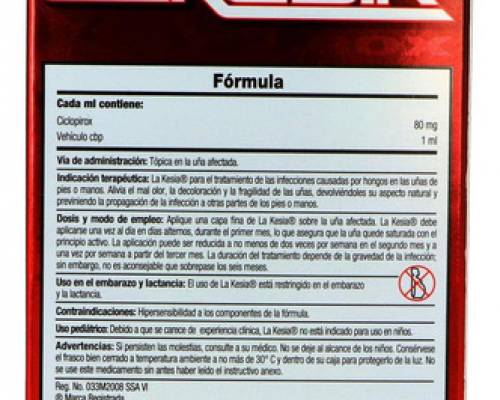 Fórmula
Cada ml contiene:
Ciclopirox 80 mg
Vehículo cbp 1 ml
Vía de administración: Tópica en la uña afectada.
Indicación terapéutica: La Kesia® para el tratamiento de las infecciones causadas por hongos en las uñas de
pies o manos. Alivia el mal olor, la decoloración y la fragilidad de las uñas, devolviéndoles su aspecto natural y
previniendo la propagación de la infección a otras partes de los pies o manos.
Dosis y modo de empleo: Aplique una capa fina de La Kesia® sobre la uña afectada. La Kesia® debe
aplicarse una vez al día en días alternos, durante el primer mes, lo que asegura que la uña quede saturada con el
principio activo. La aplicación puede ser reducida a no menos de dos veces por semana en el segundo mes y a
una vez por semana a partir del tercer mes. La duración del tratamiento depende de la gravedad de la infección;
sin embargo, no es aconsejable que sobrepase los seis meses.
Uso en el embarazo y lactancia: El uso de La Kesia® está restringido en el embarazo
y la lactancia.
Contraindicaciones: Hipersensibilidad a los componentes de la fórmula.
Uso pediátrico: Debido a que se carece de experiencia clínica, La Kesia® no está indicado para uso en niños.
Advertencias: Si persisten las molestias, consulte a su médico. No se deje al alcance de los niños. Consérvese
el frasco bien cerrado a temperatura ambiente a no más de 30° C y dentro de su caja para protegerlo de la luz. No
se use este medicamento sin antes haber leído el instructivo anexo.
Reg. No. 033M2008 SSA VI
® Marca Registrada